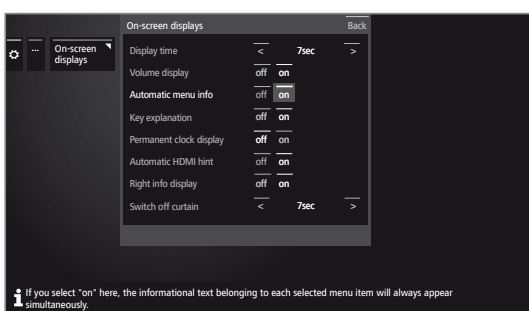 On-screen displays Back
... On-screen
displays
Display time < 7sec >
Volume display off on
Automatic menu info off on
Key explanation off on
Permanent clock display off on
Automatic HDMI hint off on
Right info display off on
Switch off curtain < 7sec >
If you select "on" here, the informational text belonging to each selected menu item will always appear
simultaneously.